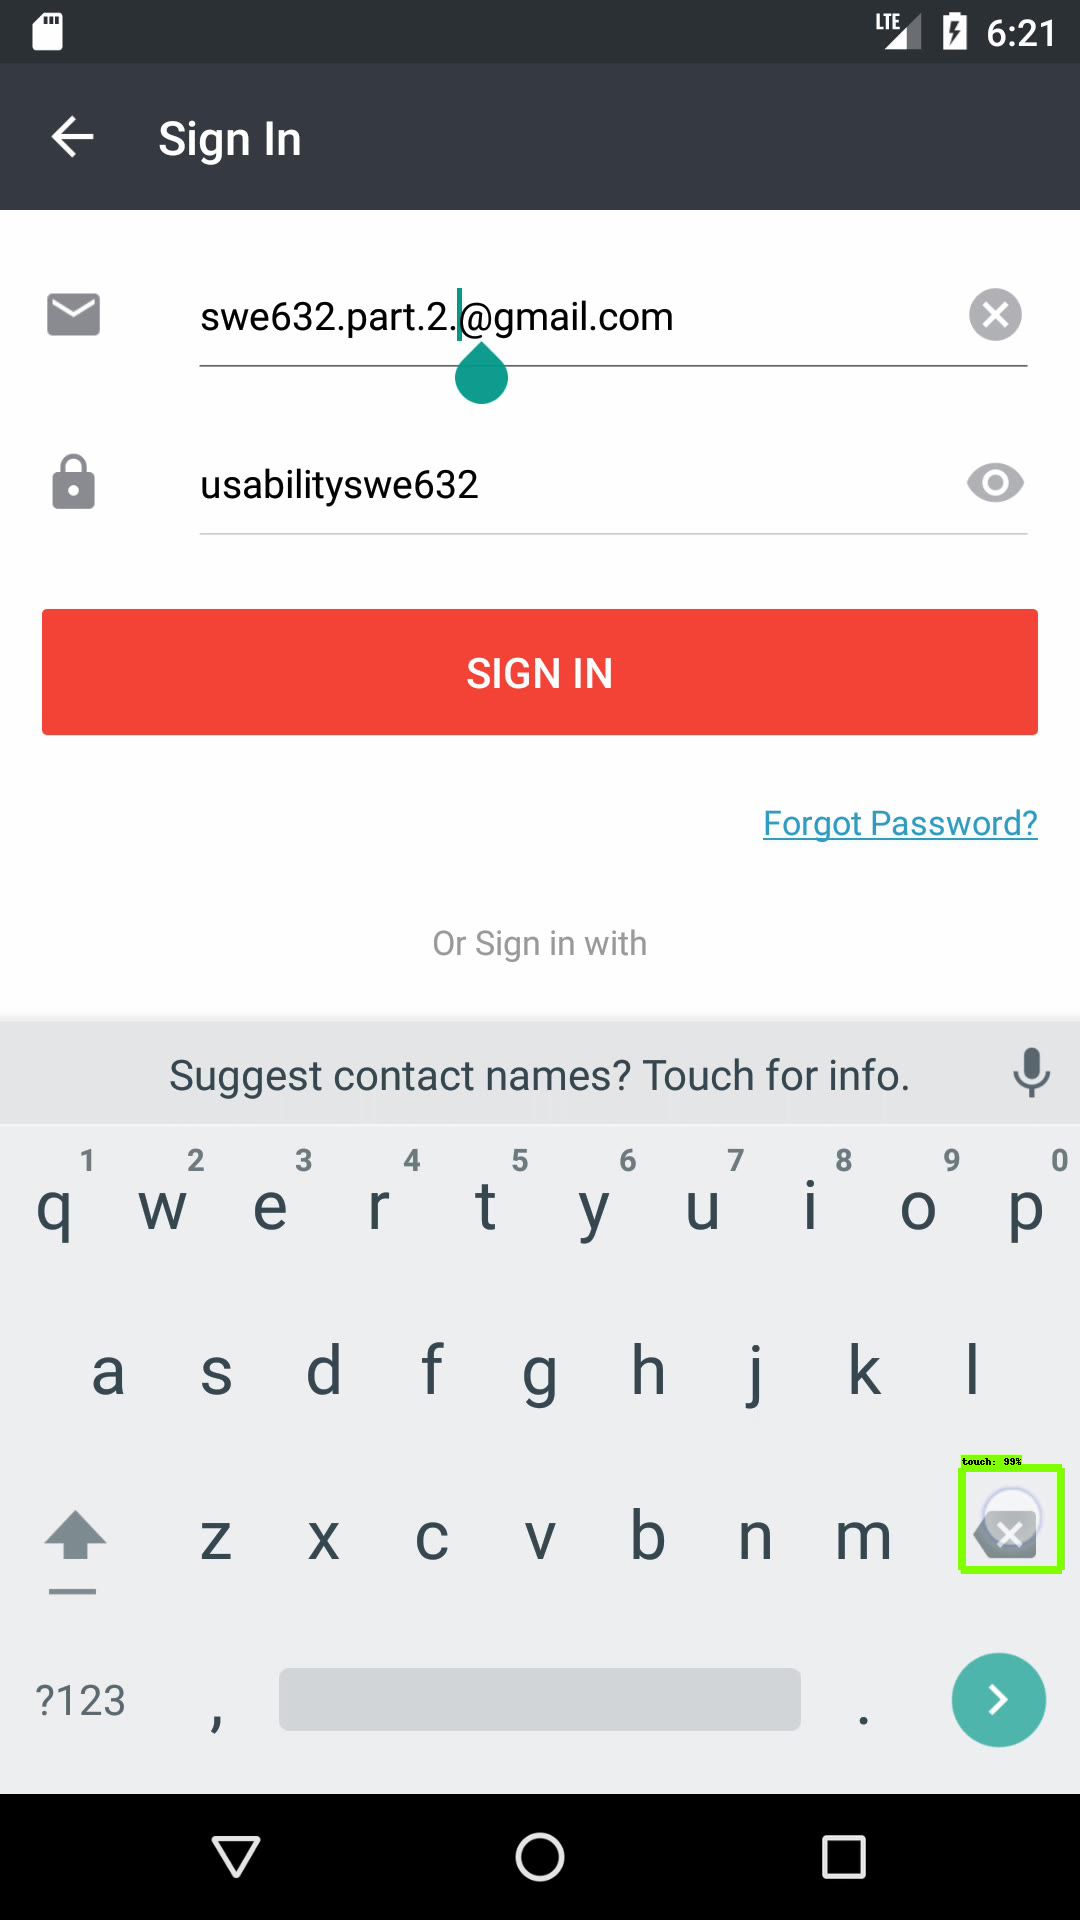 LTE 6:21
Sign In
swe632.part.2.@gmail.com
usabilityswe632
SIGN IN
Forgot Password?
Or Sign in with
Suggest contact names? Touch for info.
1 2 3 4 5 6 7 8 9 0
q w e r t y u i o p
a s d f g h j k l
touch: 99%
z x c v b n m
?123 , .